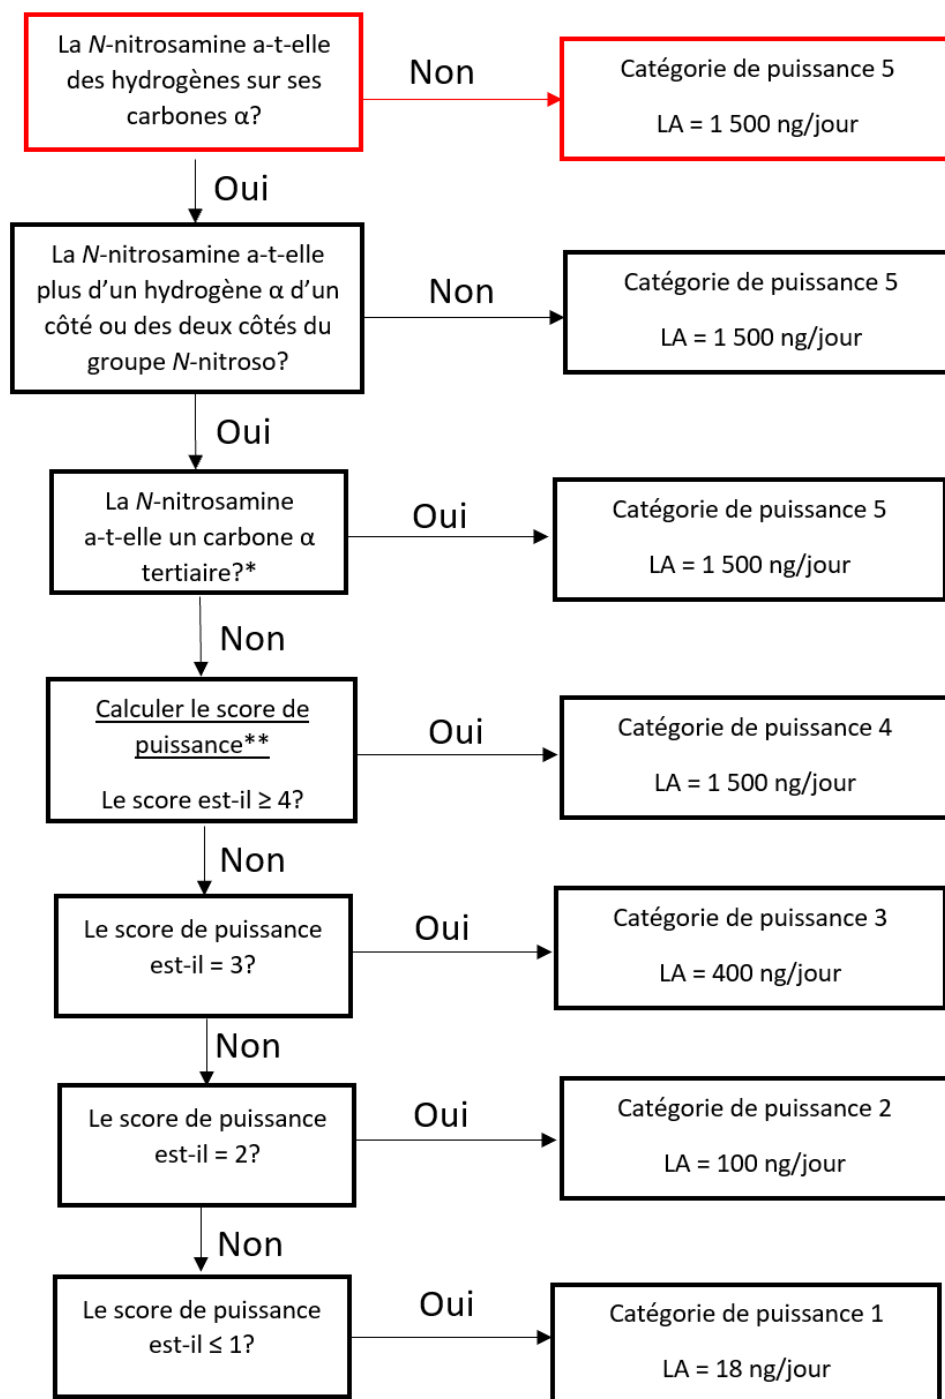 La N-nitrosamine a-t-elle
des hydrogènes sur ses
carbones α?
Non
Catégorie de puissance 5
LA = 1 500 ng/jour
Oui
La N-nitrosamine a-t-elle
plus d’un hydrogène α d’un
côté ou des deux côtés du
groupe N-nitroso?
Non
Catégorie de puissance 5
LA = 1 500 ng/jour
Oui
La N-nitrosamine
a-t-elle un carbone α
tertiaire?*
Oui
Catégorie de puissance 5
LA = 1 500 ng/jour
Non
Calculer le score de
puissance**
Le score est-il ≥ 4?
Oui
Catégorie de puissance 4
LA = 1 500 ng/jour
Non
Le score de puissance
est-il = 3?
Oui
Catégorie de puissance 3
LA = 400 ng/jour
Non
Le score de puissance
est-il = 2?
Oui
Catégorie de puissance 2
LA = 100 ng/jour
Non
Le score de puissance
est-il ≤ 1?
Oui
Catégorie de puissance 1
LA = 18 ng/jour